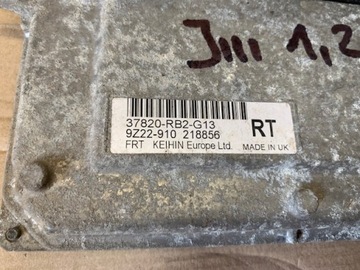 JIII 1,2
37820-RB2-G13
9Z22-910 218856
RT
FRT KEIHIN Europe Ltd. MADE IN UK